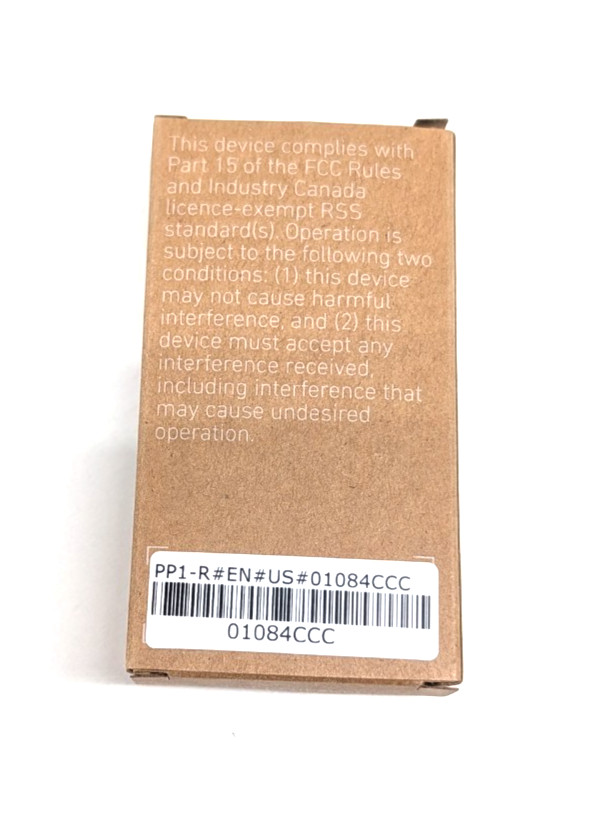 This device complies with
Part 15 of the FCC Rules
and Industry Canada
licence-exempt RSS
standard(s). Operation is
subject to the following two
conditions: (1) this device
may not cause harmful
interference, and (2) this
device must accept any
interference received,
including interference that
may cause undesired
operation.
PP1-R#EN#US#01084CCC
01084CCC